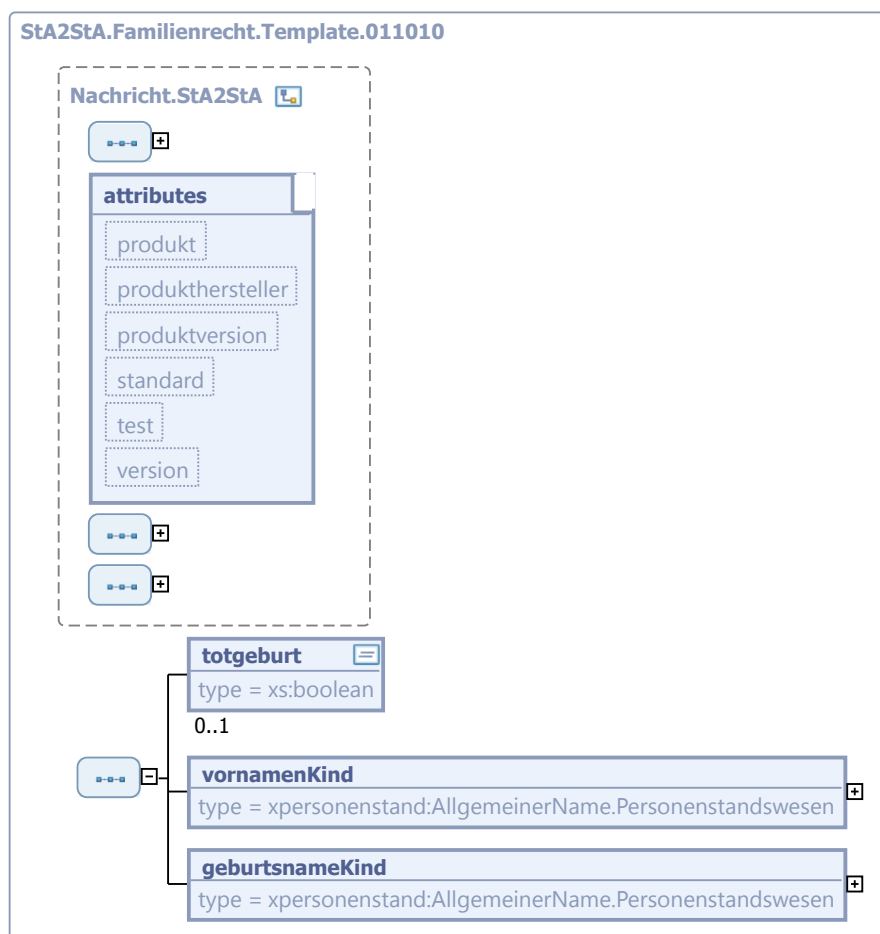 StA2StA.Familienrecht.Template.011010
Nachricht.StA2StA
attributes
produkt
produkthersteller
produktversion
standard
test
version
totgeburt
type = xs:boolean
0..1
vornamenKind
type = xpersonenstand:AllgemeinerName.Personenstandswesen
geburtsnameKind
type = xpersonenstand:AllgemeinerName.Personenstandswesen